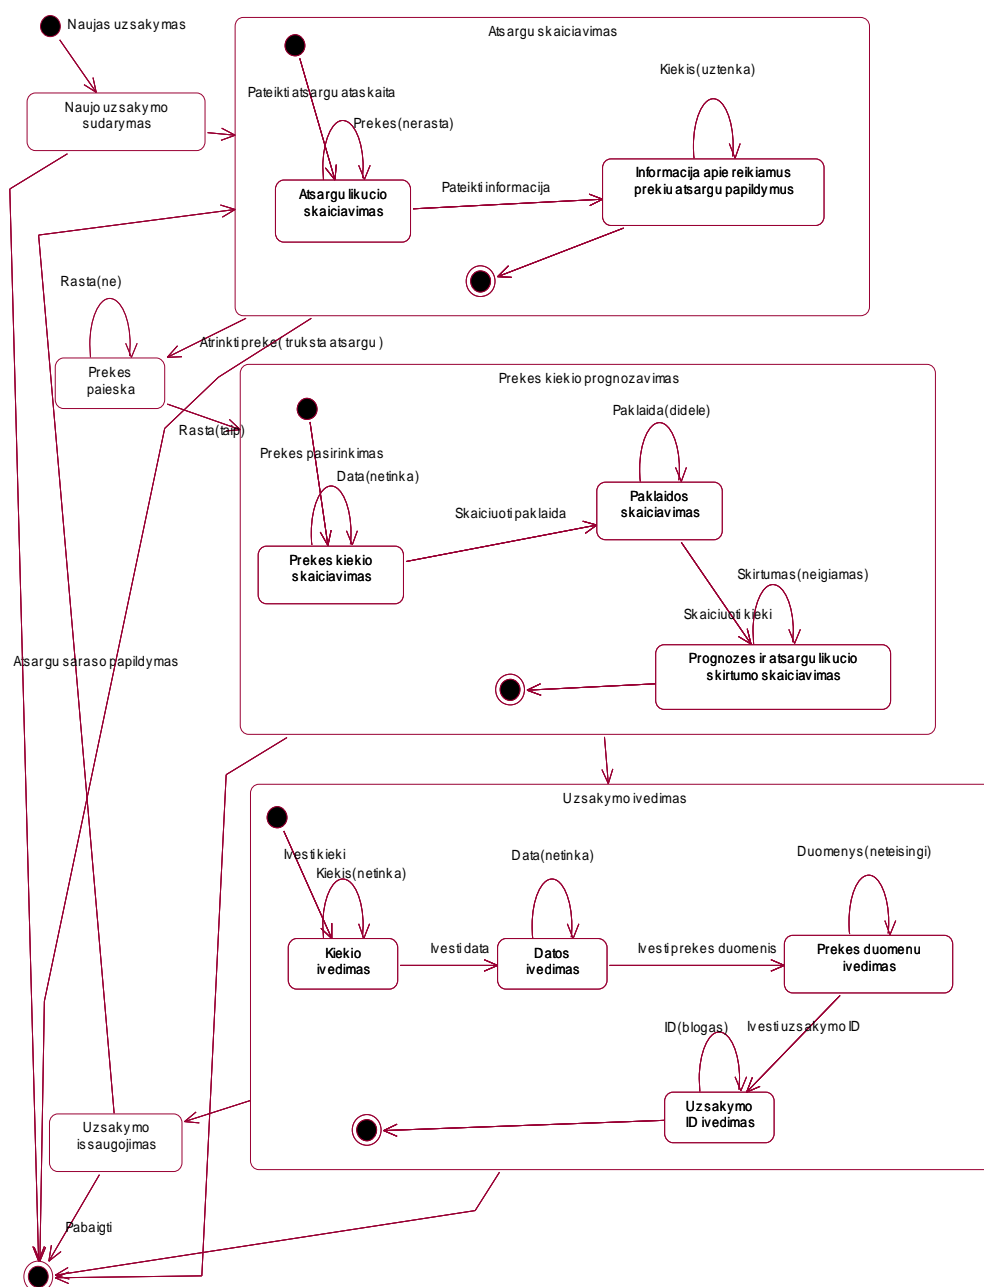 Naujas uzsakymas
Naujo uzsakymo
sudarymas
Atsargu skaiciavimas
Pateikti atsargu ataskaita
Prekes(nerasta)
Kiekis(uztenka)
Atsargu likucio
skaiciavimas
Pateikti informacija
Informacija apie reikiamus
prekiu atsargu papildymus
Rasta(ne)
Prekes
paieska
Atrinkti preke( truksta atsargu )
Rasta(taip)
Prekes kiekio prognozavimas
Prekes pasirinkimas
Data(netinka)
Paklaida(didele)
Prekes kiekio
skaiciavimas
Skaiciuoti paklaida
Paklaidos
skaiciavimas
Skaiciuoti kieki
Skirtumas(neigiamas)
Prognozes ir atsargu likucio
skirtumo skaiciavimas
Atsargu saraso papildymas
Uzsakymo ivedimas
Ivesti kieki
Kiekis(netinka)
Data(netinka)
Duomenys(neteisingi)
Kiekio
ivedimas
Ivesti data
Datos
ivedimas
Ivesti prekes duomenis
Prekes duomenu
ivedimas
ID(blogas)
Ivesti uzsakymo ID
Uzsakymo
ID ivedimas
Uzsakymo
issaugojimas
Pabaigti